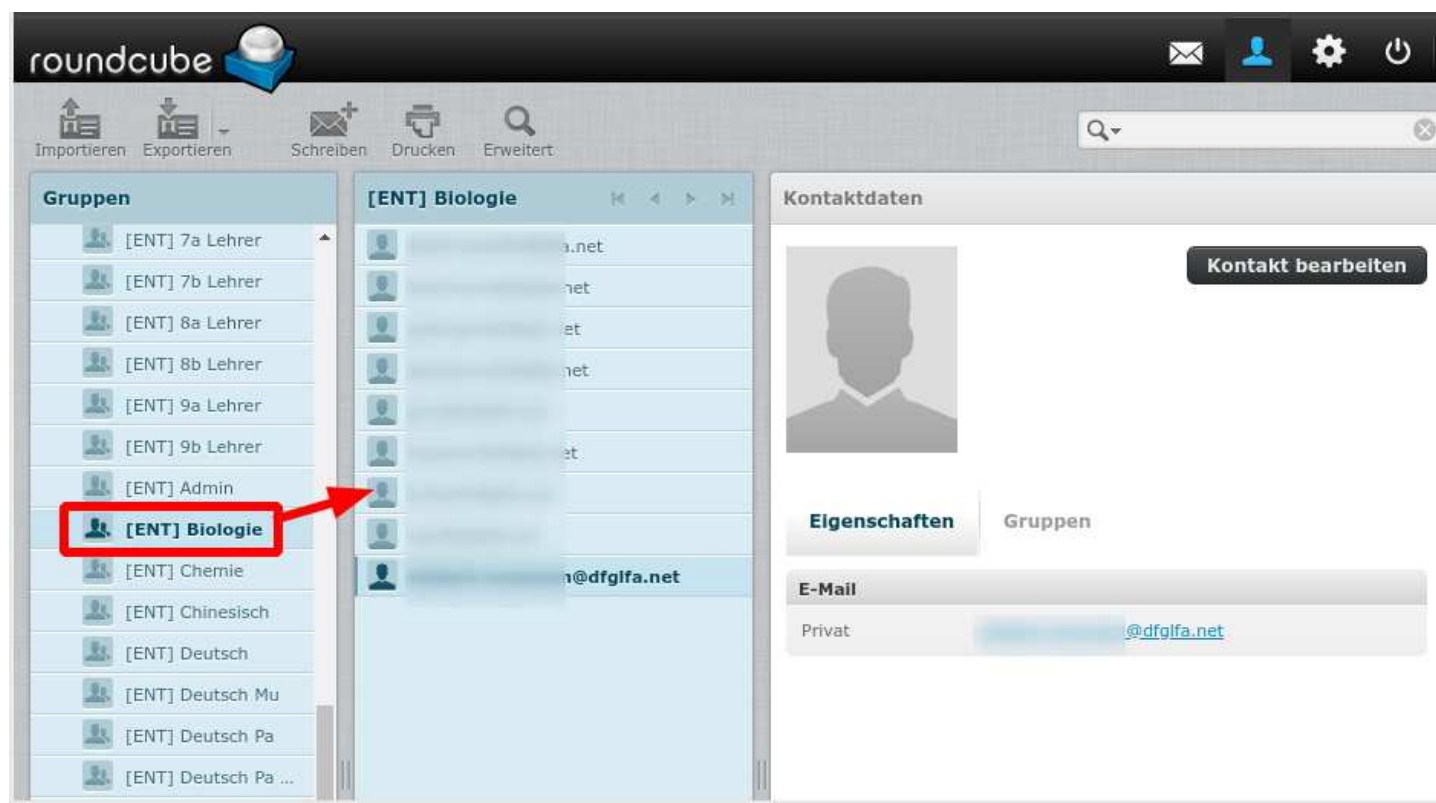 roundcube
Importieren Exportieren Schreiben Drucken Erweitert
Gruppen
[ENT] 7a Lehrer
[ENT] 7b Lehrer
[ENT] 8a Lehrer
[ENT] 8b Lehrer
[ENT] 9a Lehrer
[ENT] 9b Lehrer
[ENT] Admin
[ENT] Biologie
[ENT] Chemie
[ENT] Chinesisch
[ENT] Deutsch
[ENT] Deutsch Mu
[ENT] Deutsch Pa
[ENT] Deutsch Pa ...
[ENT] Biologie
a.net
net
et
net
et
n@dfglfa.net
Kontaktdaten
Kontakt bearbeiten
Eigenschaften Gruppen
E-Mail
Privat @dfglfa.net